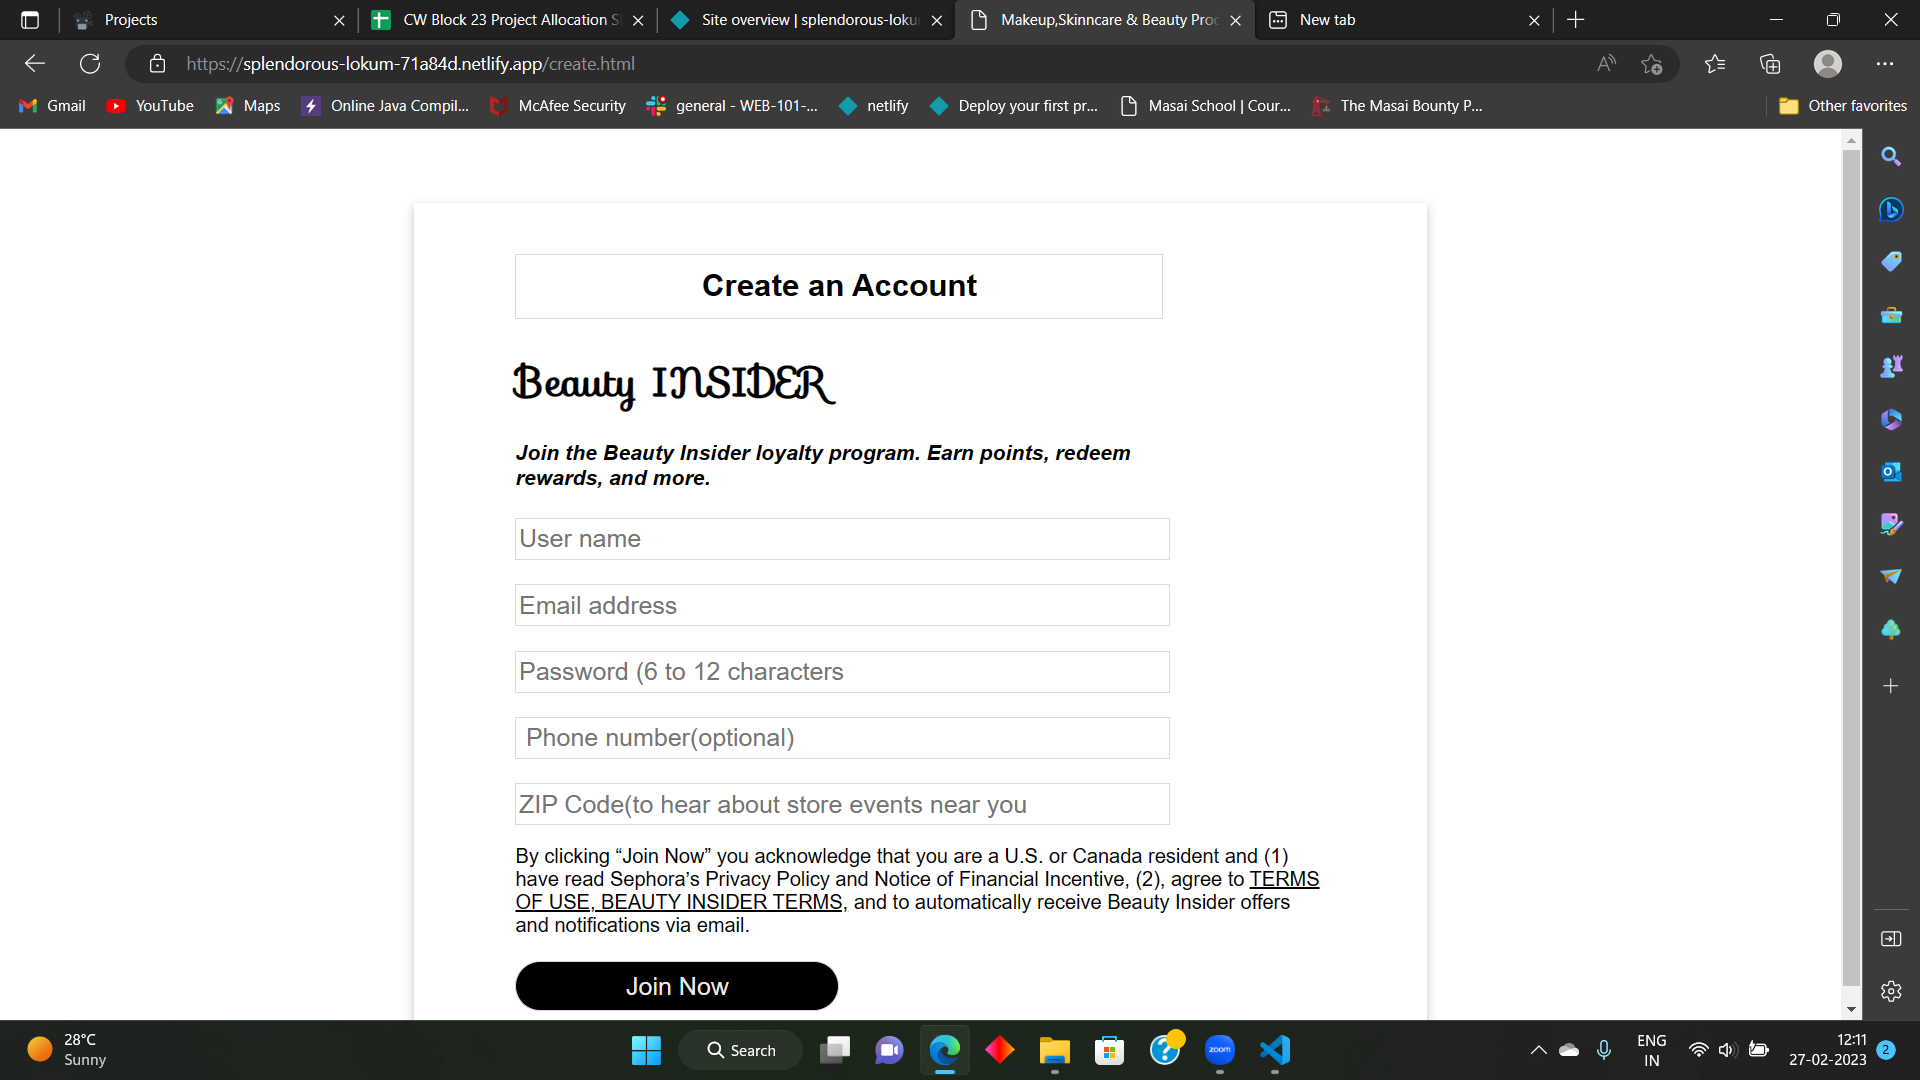 Projects
CW Block 23 Project Allocation S
Site overview | splendorous-loku
Makeup,Skinncare & Beauty Proc
New tab
https://splendorous-lokum-71a84d.netlify.app/create.html
Gmail
YouTube
Maps
Online Java Compil...
McAfee Security
general - WEB-101-...
netlify
Deploy your first pr...
Masai School | Cour...
The Masai Bounty P...
Other favorites
Create an Account
Beauty INSIDER
Join the Beauty Insider loyalty program. Earn points, redeem
rewards, and more.
User name
Email address
Password (6 to 12 characters
Phone number(optional)
ZIP Code(to hear about store events near you
By clicking “Join Now” you acknowledge that you are a U.S. or Canada resident and (1)
have read Sephora’s Privacy Policy and Notice of Financial Incentive, (2), agree to TERMS
OF USE, BEAUTY INSIDER TERMS, and to automatically receive Beauty Insider offers
and notifications via email.
Join Now
28°C
Sunny
Search
zoom
ENG
IN
12:11
27-02-2023
2